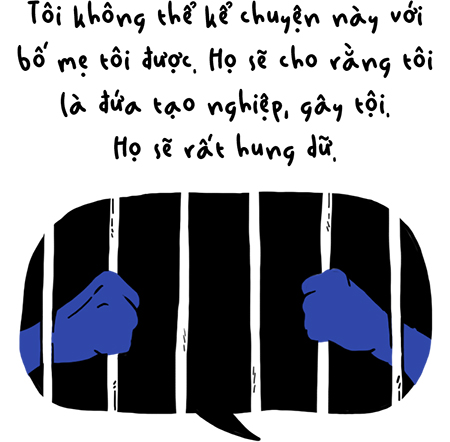 Tôi không thể kể chuyện này với
bố mẹ tôi được. Họ sẽ cho rằng tôi
là đứa tạo nghiệp, gây tội.
Họ sẽ rất hung dữ.